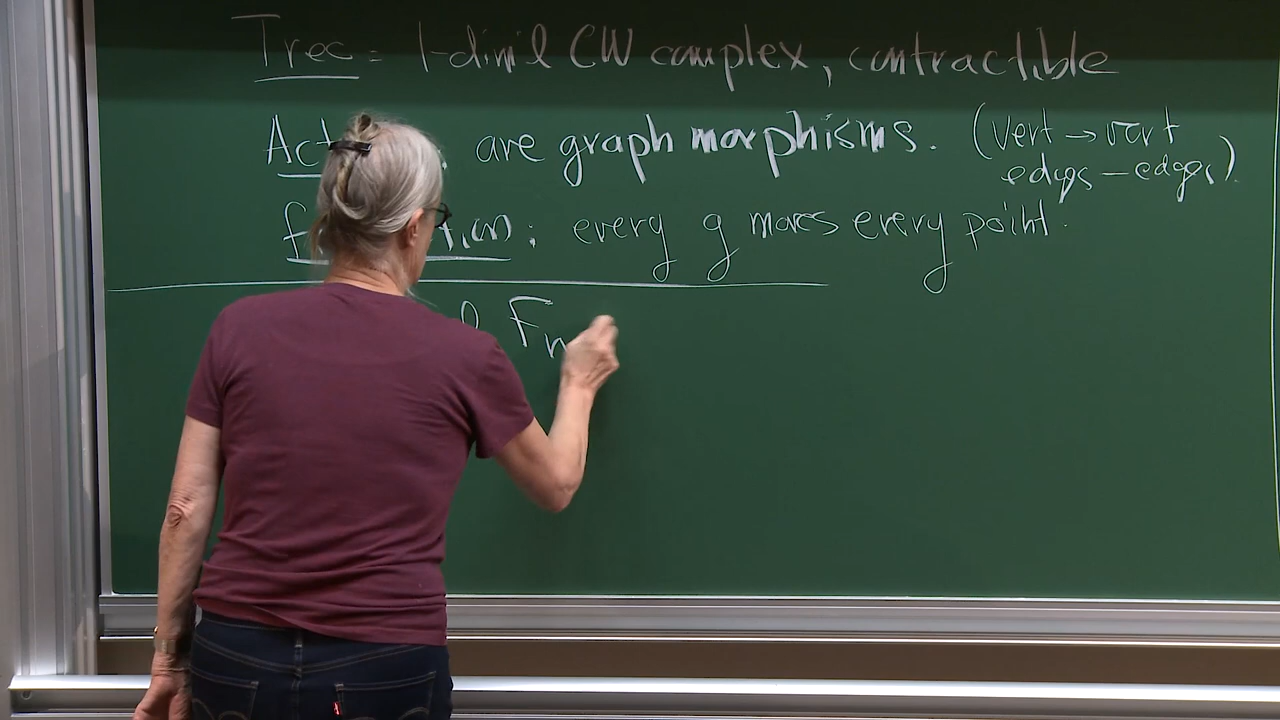 Tree = 1-dim'l CW complex, contractible
are graph morphisms. (vert → vert
edges – edges).
every g moves every point.
Fn